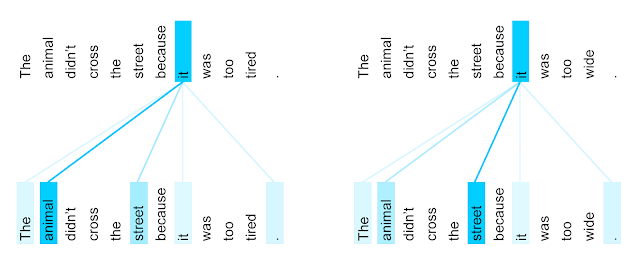 The animal didn't cross the street because it was too tired .
The animal didn't cross the street because it was too wide .
The animal didn't cross the street because it was too tired .
The animal didn't cross the street because it was too wide .